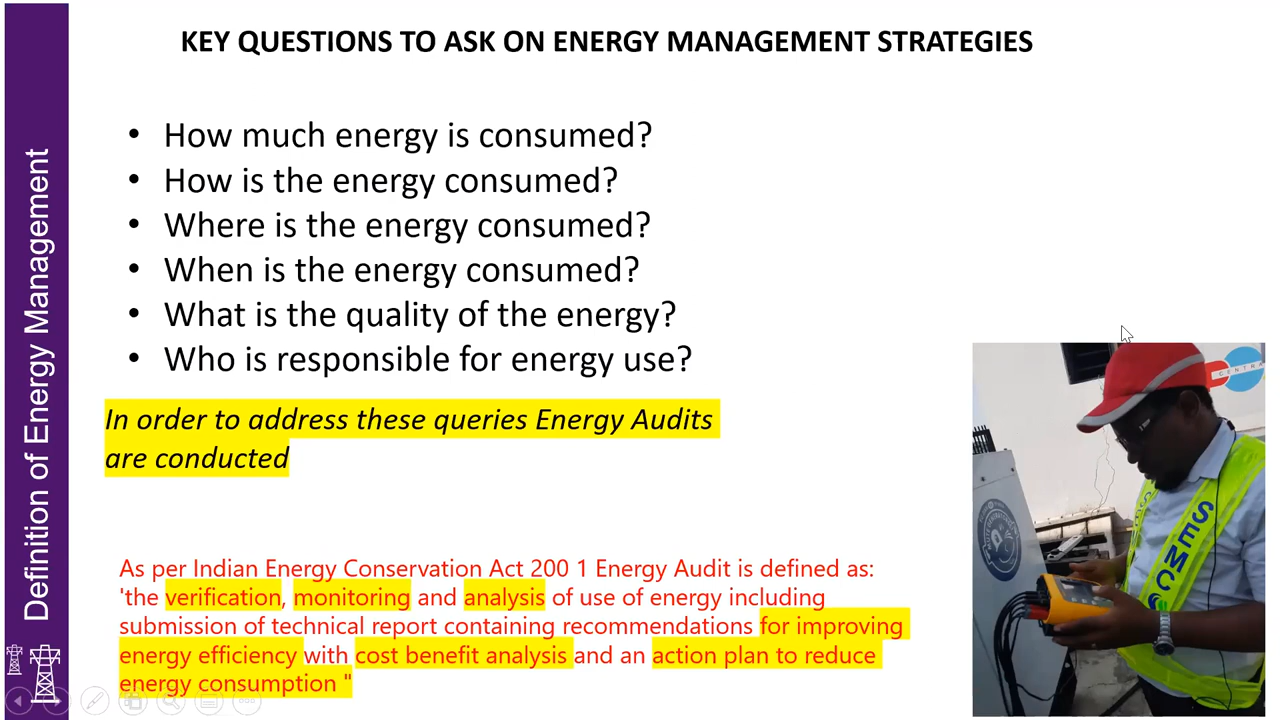 KEY QUESTIONS TO ASK ON ENERGY MANAGEMENT STRATEGIES
Definition of Energy Management
• How much energy is consumed?
• How is the energy consumed?
• Where is the energy consumed?
• When is the energy consumed?
• What is the quality of the energy?
• Who is responsible for energy use?
In order to address these queries Energy Audits
are conducted
As per Indian Energy Conservation Act 200 1 Energy Audit is defined as:
'the verification, monitoring and analysis of use of energy including
submission of technical report containing recommendations for improving
energy efficiency with cost benefit analysis and an action plan to reduce
energy consumption "
CENTRA
SEMC